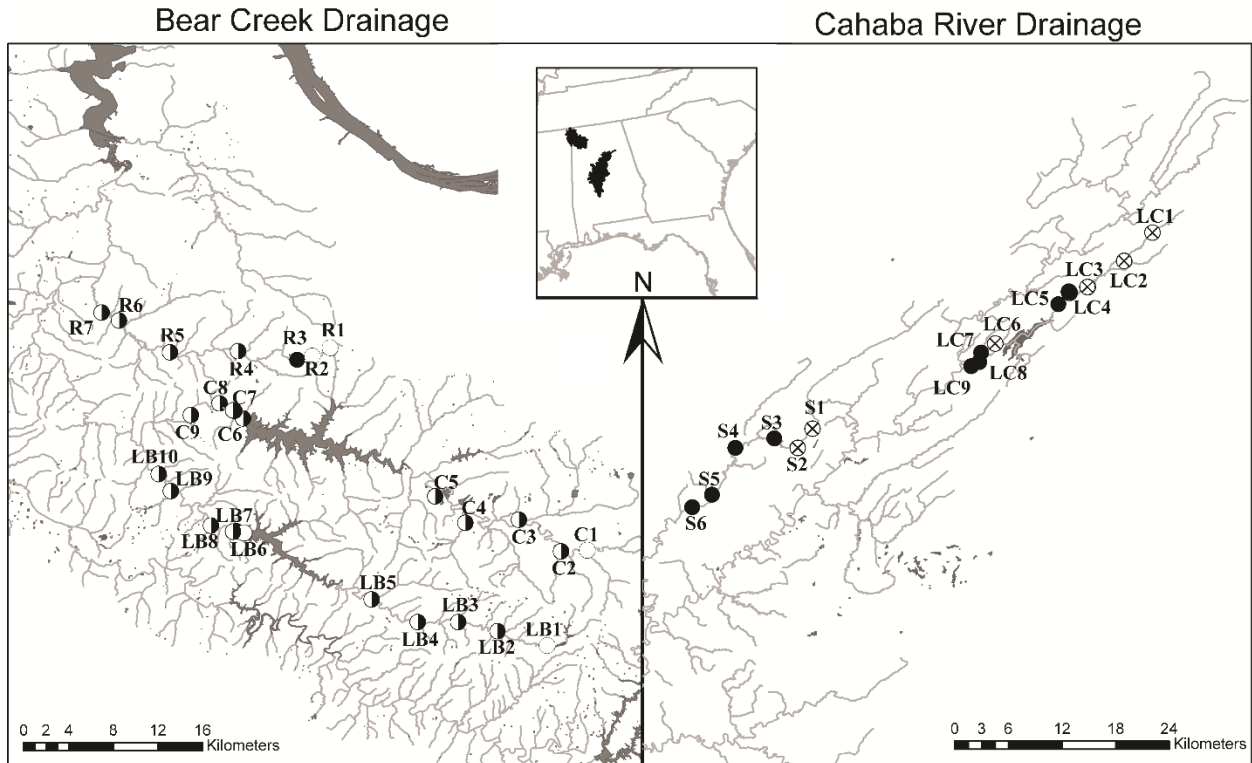 Bear Creek Drainage
Cahaba River Drainage
N
LC1
LC2
LC3
LC4
LC5
LC6
LC7
LC8
LC9
S1
S2
S3
S4
S5
S6
R1
R2
R3
R4
R5
R6
R7
C8
C7
C6
C9
LB10
LB9
LB7
LB8
LB6
C5
C4
C3
C1
C2
LB5
LB3
LB4
LB2
LB1
0 2 4 8 12 16
Kilometers
0 3 6 12 18 24
Kilometers